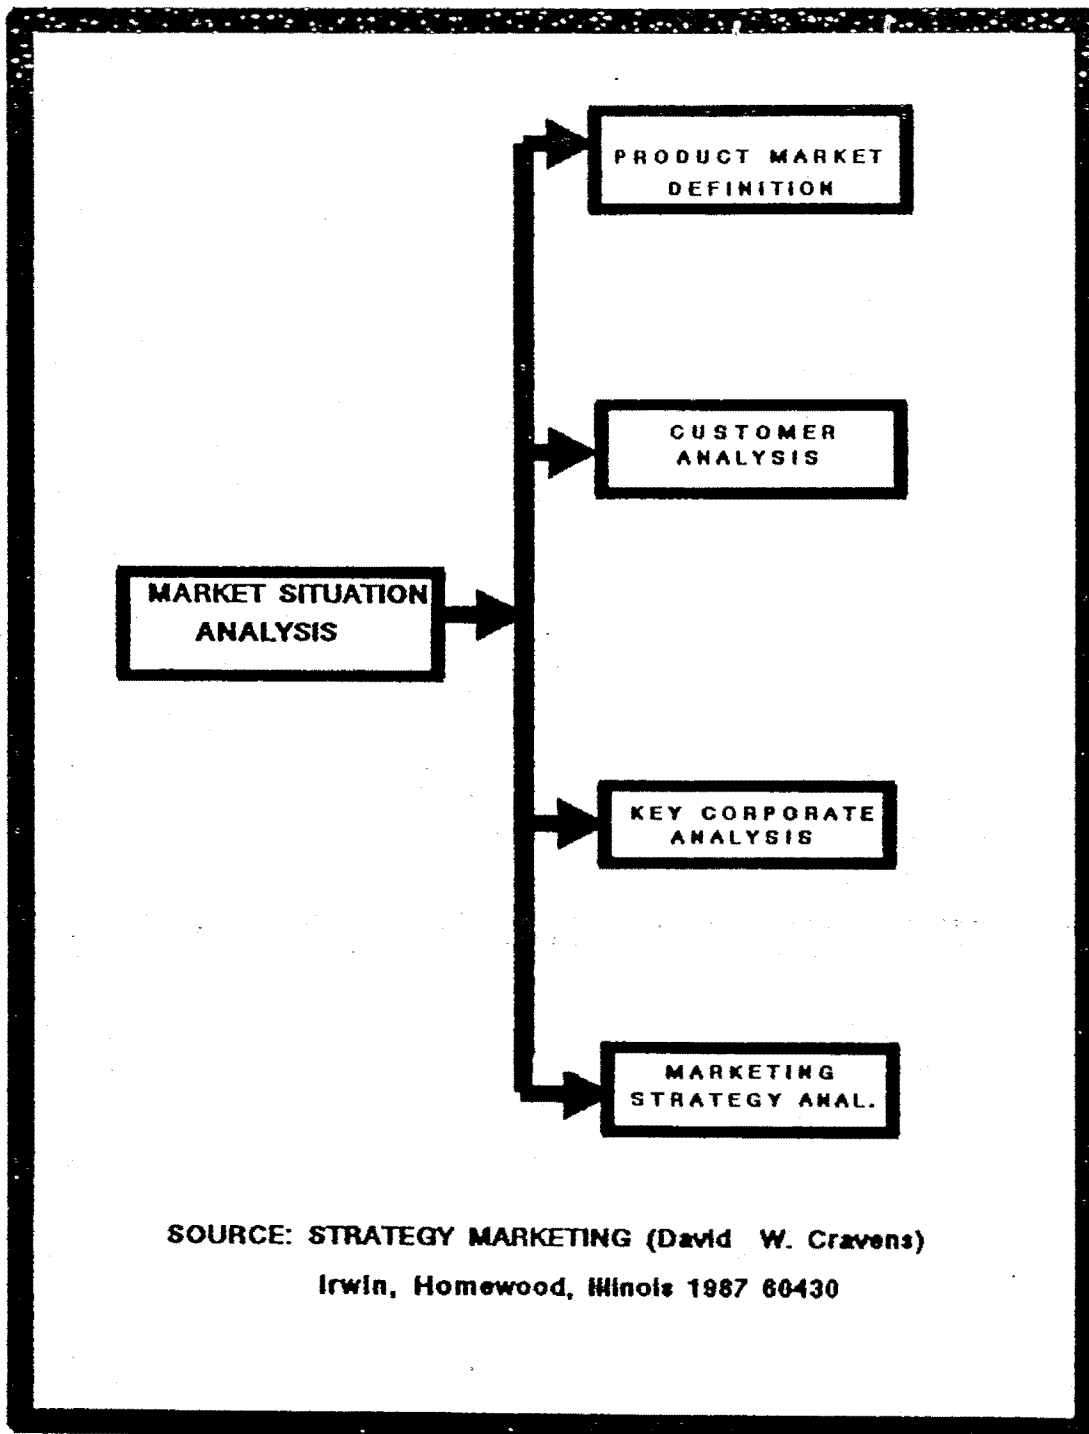 PRODUCT MARKET
DEFINITION
CUSTOMER
ANALYSIS
MARKET SITUATION
ANALYSIS
KEY CORPORATE
ANALYSIS
MARKETING
STRATEGY ANAL.
SOURCE: STRATEGY MARKETING (David W. Cravens)
Irwin, Homewood, Illinois 1987 60430